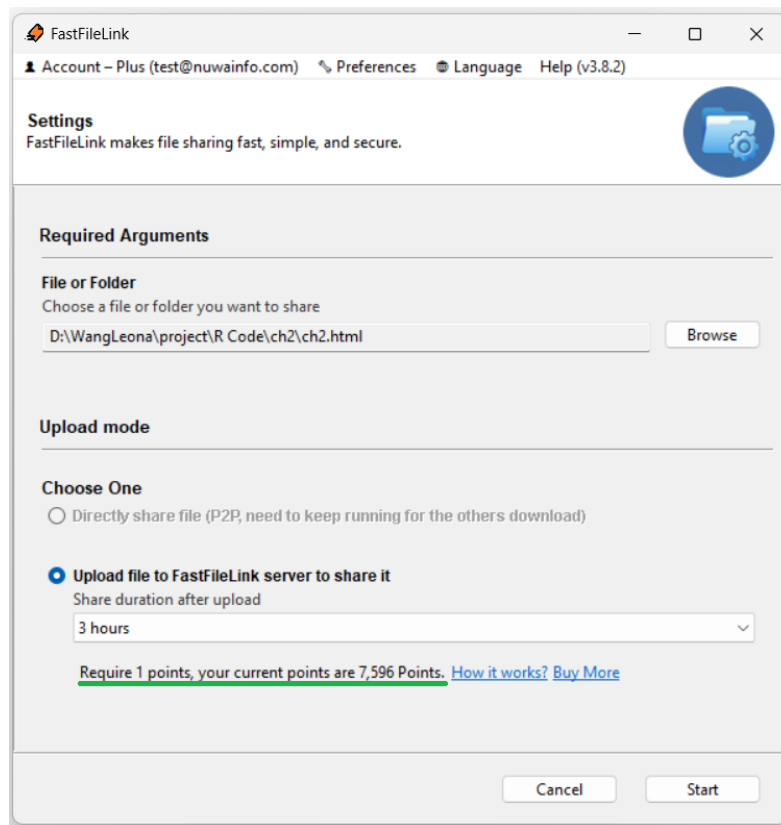 FastFileLink
Account – Plus (test@nuwainfo.com) Preferences Language Help (v3.8.2)
Settings
FastFileLink makes file sharing fast, simple, and secure.
Required Arguments
File or Folder
Choose a file or folder you want to share
D:\WangLeona\project\R Code\ch2\ch2.html Browse
Upload mode
Choose One
Directly share file (P2P, need to keep running for the others download)
Upload file to FastFileLink server to share it
Share duration after upload
3 hours
Require 1 points, your current points are 7,596 Points. How it works? Buy More
Cancel Start